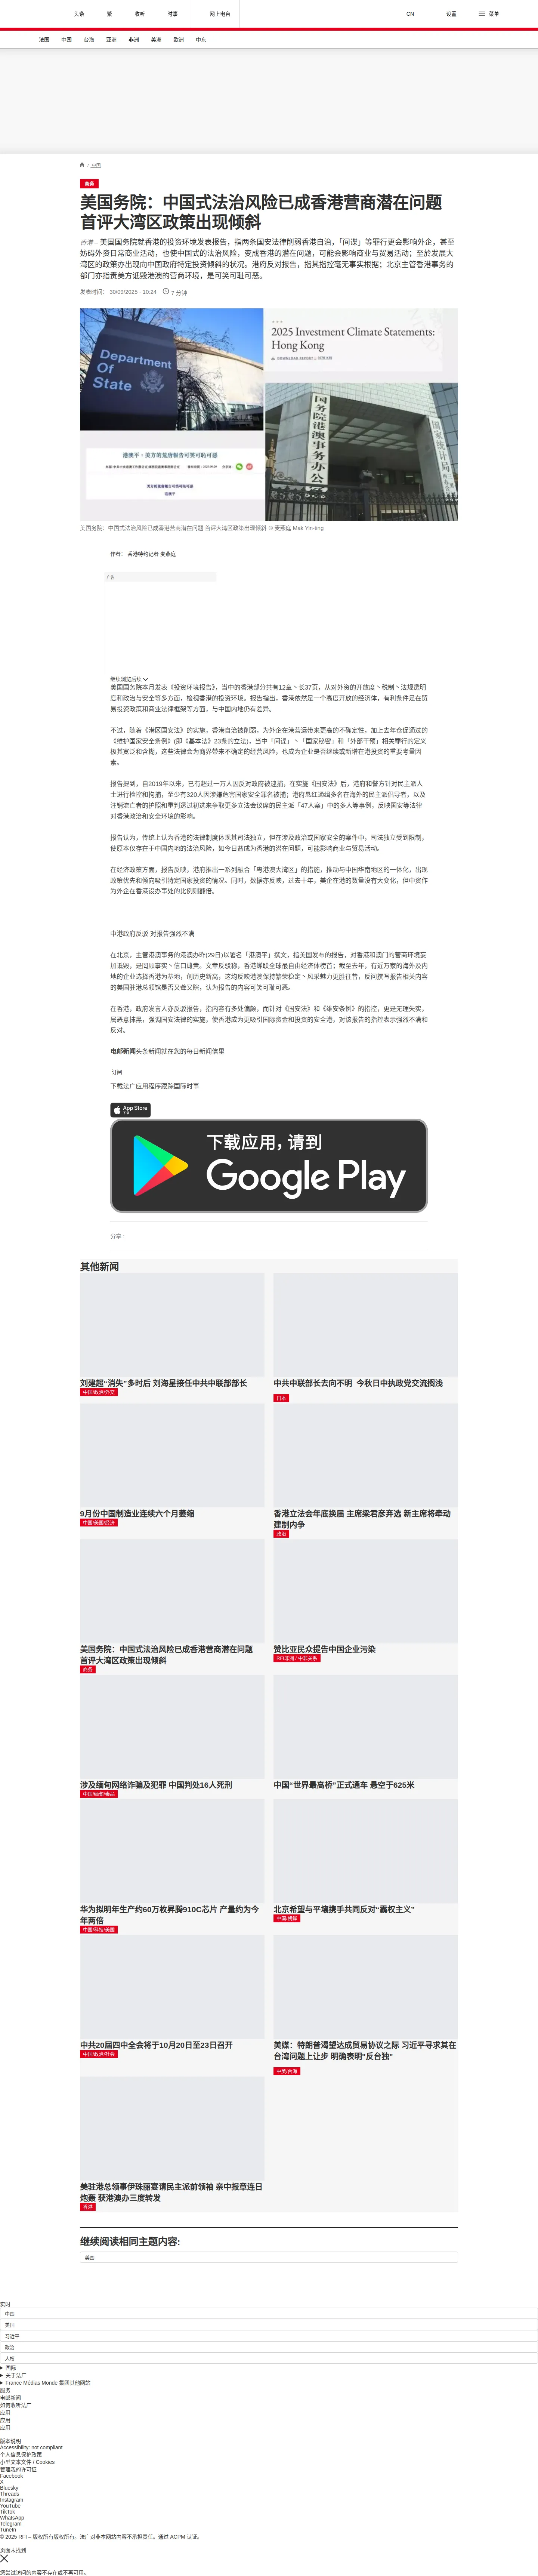 头条
繁
收听
时事
网上电台
CN
设置
菜单
法国
中国
台海
亚洲
非洲
美洲
欧洲
中东
/ 中国
商务
美国务院：中国式法治风险已成香港营商潜在问题
首评大湾区政策出现倾斜
香港 – 美国国务院就香港的投资环境发表报告，指两条国安法律削弱香港自治，「间谍」等罪行更会影响外企，甚至
妨碍外资日常商业活动，也使中国式的法治风险，变成香港的潜在问题，可能会影响商业与贸易活动；至於发展大
湾区的政策亦出现向中国政府特定投资倾斜的状况。港府反对报告，指其指控毫无事实根据；北京主管香港事务的
部门亦指责美方诋毁港澳的营商环境，是可笑可耻可恶。
发表时间： 30/09/2025 - 10:24
7 分钟
Department Of State
2025 Investment Climate Statements:
Hong Kong
国务院港澳事务办公室
美国务院：中国式法治风险已成香港营商潜在问题 首评大湾区政策出现倾斜 © 麦燕庭 Mak Yin-ting
作者： 香港特约记者 麦燕庭
广告
继续浏览后续
美国国务院本月发表《投资环境报告》，当中的香港部分共有12章丶长37页，从对外资的开放度丶税制丶法规透明
度和政治与安全等多方面，检视香港的投资环境。报告指出，香港依然是一个高度开放的经济体，有利条件是在贸
易投资政策和商业法律框架等方面，与中国内地仍有差异。
不过，随着《港区国安法》的实施，香港自治被削弱，为外企在港营运带来更高的不确定性，加上去年仓促通过的
《维护国家安全条例》(即《基本法》23条的立法)，当中「间谍」丶「国家秘密」和「外部干预」相关罪行的定义
极其宽泛和含糊，这些法律会为商界带来不确定的经营风险，也成为企业是否继续或新增在港投资的重要考量因
素。
报告提到，自2019年以来，已有超过一万人因反对政府被逮捕，在实施《国安法》后，港府和警方针对民主派人
士进行检控和拘捕，至少有320人因涉嫌危害国家安全罪名被捕；港府悬红通缉多名在海外的民主派倡导者，以及
注销流亡者的护照和重判透过初选来争取更多立法会议席的民主派「47人案」中的多人等事例，反映国安等法律
对香港政治和安全环境的影响。
报告认为，传统上认为香港的法律制度体现其司法独立，但在涉及政治或国家安全的案件中，司法独立受到限制，
使原本仅存在于中国内地的法治风险，如今日益成为香港的潜在问题，可能影响商业与贸易活动。
在经济政策方面，报告反映，港府推出一系列融合「粤港澳大湾区」的措施，推动与中国华南地区的一体化，出现
政策优先和倾向吸引特定国家投资的情况。同时，数据亦反映，过去十年，美企在港的数量没有大变化，但中资作
为外企在香港设办事处的比例则翻倍。
中港政府反驳 对报告强烈不满
在北京，主管港澳事务的港澳办昨(29日)以署名「港澳平」撰文，指美国发布的报告，对香港和澳门的营商环境妄
加诋毁，是罔顾事实丶信口雌黄。文章反驳称，香港蝉联全球最自由经济体榜首；截至去年，有近万家的海外及内
地的企业选择香港为基地，创历史新高，这均反映港澳保持繁荣稳定丶风采魅力更胜往昔，反问撰写报告相关内容
的美国驻港总领馆是否又聋又瞎，认为报告的内容可笑可耻可恶。
在香港，政府发言人亦反驳报告，指内容有多处偏颇，而针对《国安法》和《维安条例》的指控，更是无理失实，
属恶意抹黑，强调国安法律的实施，使香港成为更吸引国际资金和投资的安全港，对该报告的指控表示强烈不满和
反对。
电邮新闻头条新闻就在您的每日新闻信里
订阅
下载法广应用程序跟踪国际时事
App Store
下载
下载应用，请到
Google Play
分享 :
其他新闻
刘建超“消失”多时后 刘海星接任中共中联部部长
中国/政治/外交
中共中联部长去向不明 今秋日中执政党交流搁浅
日本
9月份中国制造业连续六个月萎缩
中国/美国/经济
香港立法会年底换届 主席梁君彦弃选 新主席将牵动
建制内争
政治
美国务院：中国式法治风险已成香港营商潜在问题
首评大湾区政策出现倾斜
商务
赞比亚民众提告中国企业污染
RFI非洲 / 中非关系
涉及缅甸网络诈骗及犯罪 中国判处16人死刑
中国/缅甸/毒品
中国“世界最高桥”正式通车 悬空于625米
华为拟明年生产约60万枚昇腾910C芯片 产量约为今
年两倍
中国/科技/美国
北京希望与平壤携手共同反对“霸权主义”
中国/朝鲜
中共20届四中全会将于10月20日至23日召开
中国/政治/社会
美媒：特朗普渴望达成贸易协议之际 习近平寻求其在
台湾问题上让步 明确表明"反台独"
中美/台海
美驻港总领事伊珠丽宴请民主派前领袖 亲中报章连日
炮轰 获港澳办三度转发
香港
继续阅读相同主题内容:
美国
实时
中国
美国
习近平
政治
人权
国际
关于法广
France Médias Monde 集团其他网站
服务
电邮新闻
如何收听法广
应用
应用
应用
版本说明
Accessibility: not compliant
个人信息保护政策
小型文本文件 / Cookies
管理我的许可证
Facebook
X
Bluesky
Threads
Instagram
YouTube
TikTok
WhatsApp
Telegram
TuneIn
© 2025 RFI – 版权所有版权所有。法广对非本网站内容不承担责任。通过 ACPM 认证。
页面未找到
您尝试访问的内容不存在或不再可用。